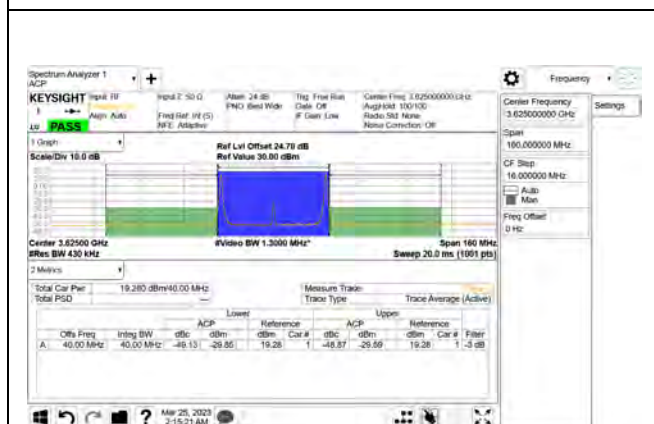 Spectrum Analyzer 1
ACP
+
Frequency
KEYSIGHT
Input: RF
Input Z: 50 Ω
Atten: 24 dB
Trig: Free Run
Center Freq: 3.625000000 GHz
Align: Auto
PNO: Best Wide
Gate: Off
Avg|Hold: 100/100
Freq Ref: Int (S)
IF Gain: Low
Radio Std: None
NFE: Adaptive
Noise Correction: Off
PASS
Center Frequency
3.625000000 GHz
Settings
Span
160.000000 MHz
CF Step
16.000000 MHz
Auto
Man
Freq Offset
0 Hz
1 Graph
Ref Lvl Offset 24.70 dB
Scale/Div 10.0 dB
Ref Value 30.00 dBm
Center 3.62500 GHz
#Video BW 1.3000 MHz*
Span 160 MHz
#Res BW 430 kHz
Sweep 20.0 ms (1001 pts)
2 Metrics
Total Car Pwr
19.280 dBm/40.00 MHz
Measure Trace
Total PSD
---
Trace Type
Trace Average (Active)
Lower
Upper
ACP
Reference
ACP
Reference
Offs Freq
Integ BW
dBc
dBm
dBm
Car #
dBc
dBm
dBm
Car #
Filter
A
40.00 MHz
40.00 MHz
-49.13
-29.85
19.28
1
-48.87
-29.59
19.28
1
-3 dB
?
Mar 25, 2023
2:15:21 AM